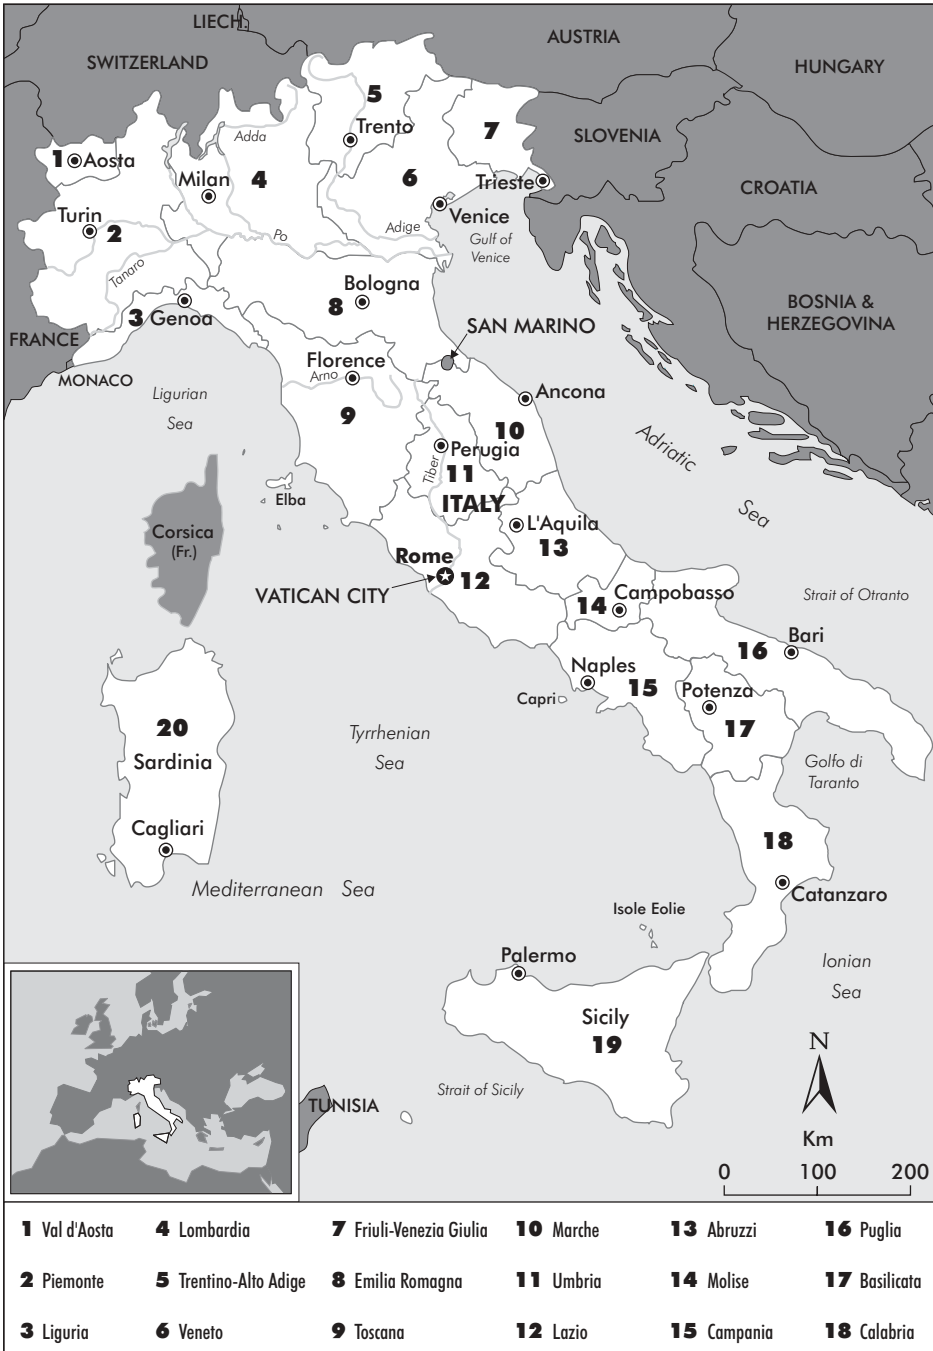 LIECH.
SWITZERLAND
AUSTRIA
HUNGARY
SLOVENIA
CROATIA
BOSNIA &
HERZEGOVINA
FRANCE
MONACO
5
Trento
7
Adda
1 Aosta
Milan
4
6
Trieste
Venice
Turin
2
Po
Adige
Gulf of
Venice
Tanaro
Bologna
8
3 Genoa
SAN MARINO
Florence
Arno
9
Ligurian
Sea
Ancona
10
Adriatic
Sea
Perugia
Tiber
11
ITALY
Elba
L'Aquila
13
Corsica
(Fr.)
Rome
12
VATICAN CITY
Campobasso
14
Strait of Otranto
Bari
16
Naples
15
Capri
Potenza
17
20
Sardinia
Tyrrhenian
Sea
Golfo di
Taranto
Cagliari
18
Catanzaro
Mediterranean Sea
Isole Eolie
Palermo
Ionian
Sea
Sicily
19
Strait of Sicily
TUNISIA
N
Km
0 100 200
1 Val d'Aosta 4 Lombardia 7 Friuli-Venezia Giulia 10 Marche 13 Abruzzi 16 Puglia
2 Piemonte 5 Trentino-Alto Adige 8 Emilia Romagna 11 Umbria 14 Molise 17 Basilicata
3 Liguria 6 Veneto 9 Toscana 12 Lazio 15 Campania 18 Calabria